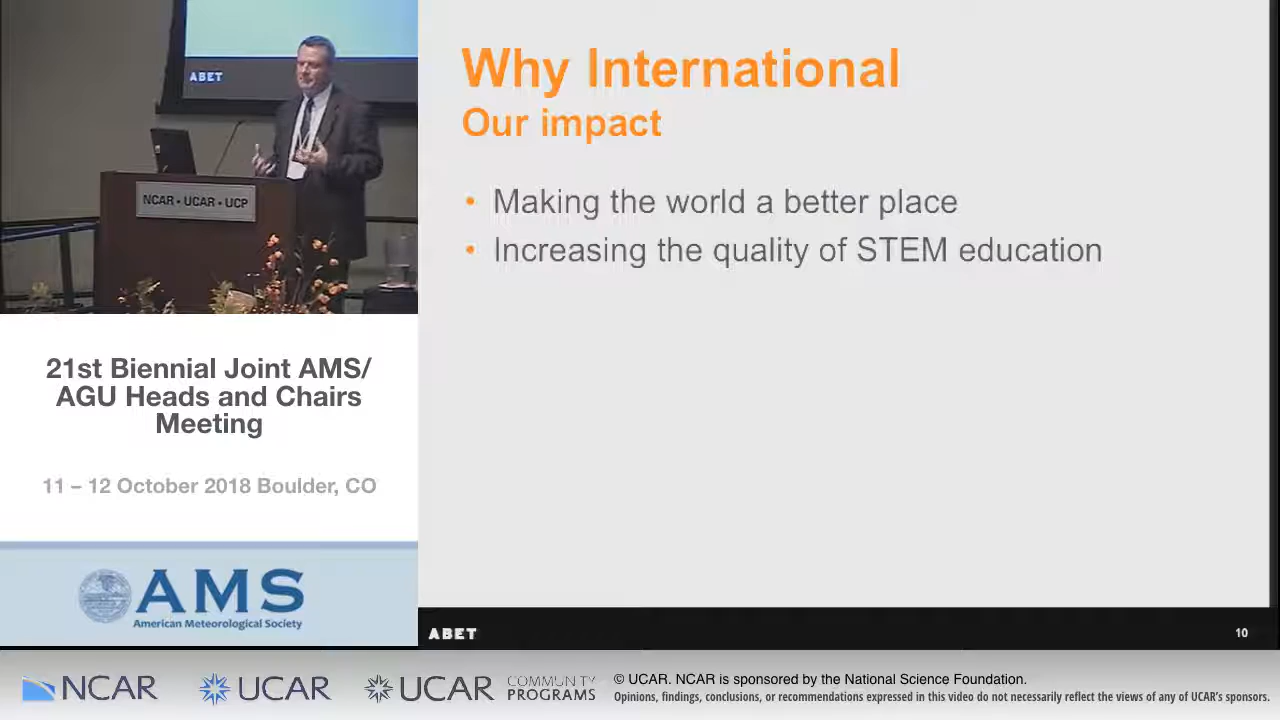 ABET
NCAR • UCAR • UCP
21st Biennial Joint AMS/
AGU Heads and Chairs
Meeting
11 – 12 October 2018 Boulder, CO
AMS
American Meteorological Society
Why International
Our impact
• Making the world a better place
• Increasing the quality of STEM education
ABET
10
NCAR
UCAR
UCAR
COMMUNITY
PROGRAMS
© UCAR. NCAR is sponsored by the National Science Foundation.
Opinions, findings, conclusions, or recommendations expressed in this video do not necessarily reflect the views of any of UCAR's sponsors.